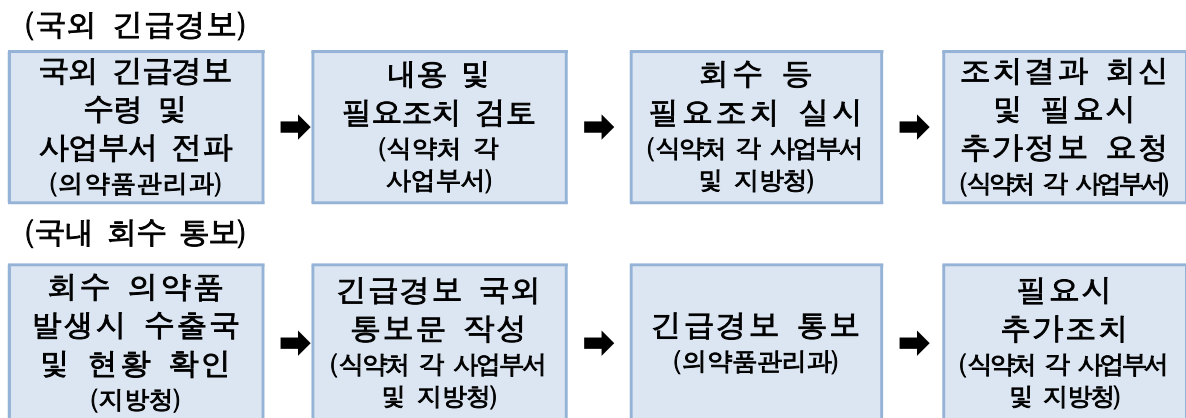 (국외 긴급경보)
국외 긴급경보
수령 및
사업부서 전파
(의약품관리과)
내용 및
필요조치 검토
(식약처 각
사업부서)
회수 등
필요조치 실시
(식약처 각 사업부서
및 지방청)
조치결과 회신
및 필요시
추가정보 요청
(식약처 각 사업부서)
(국내 회수 통보)
회수 의약품
발생시 수출국
및 현황 확인
(지방청)
긴급경보 국외
통보문 작성
(식약처 각 사업부서
및 지방청)
긴급경보 통보
(의약품관리과)
필요시
추가조치
(식약처 각 사업부서
및 지방청)